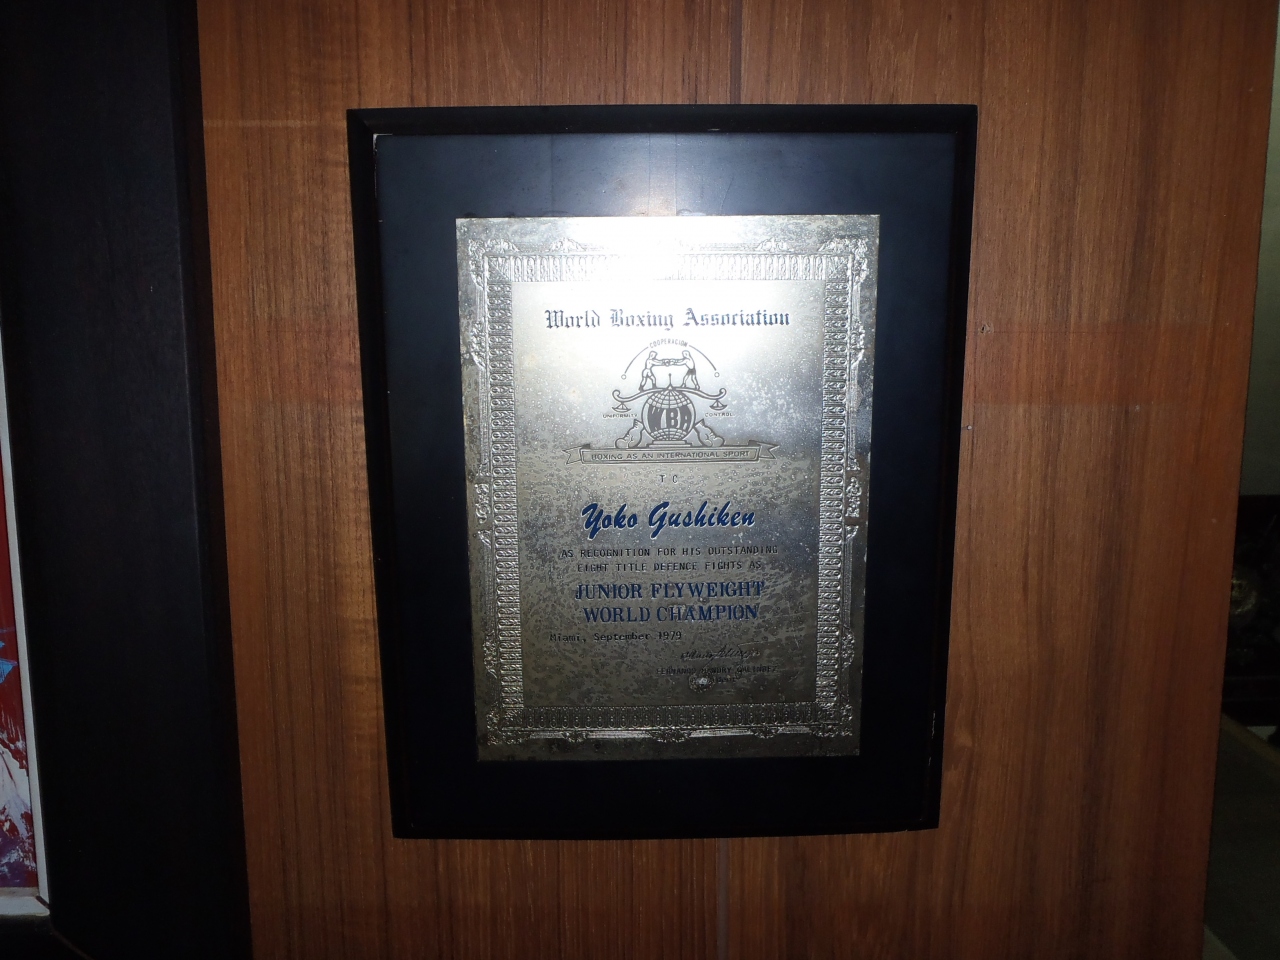 World Boxing Association
COOPERACION
UNIFORMITY CONTROL
WBA
BOXING AS AN INTERNATIONAL SPORT
TO
Yoko Gushiken
AS RECOGNITION FOR HIS OUTSTANDING
EIGHT TITLE DEFENCE FIGHTS AS
JUNIOR FLYWEIGHT
WORLD CHAMPION
Miami, September 1979